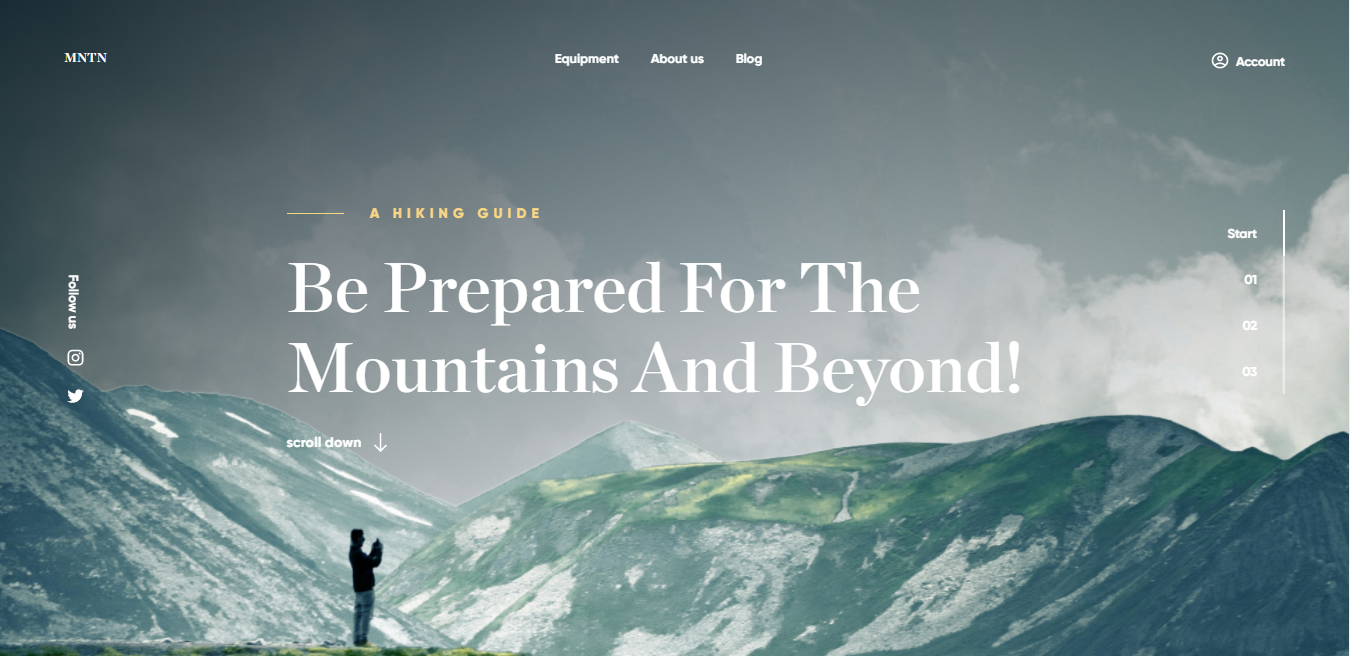 MNTN
Equipment
About us
Blog
Account
A HIKING GUIDE
Be Prepared For The
Mountains And Beyond!
scroll down
Follow us
Start
01
02
03